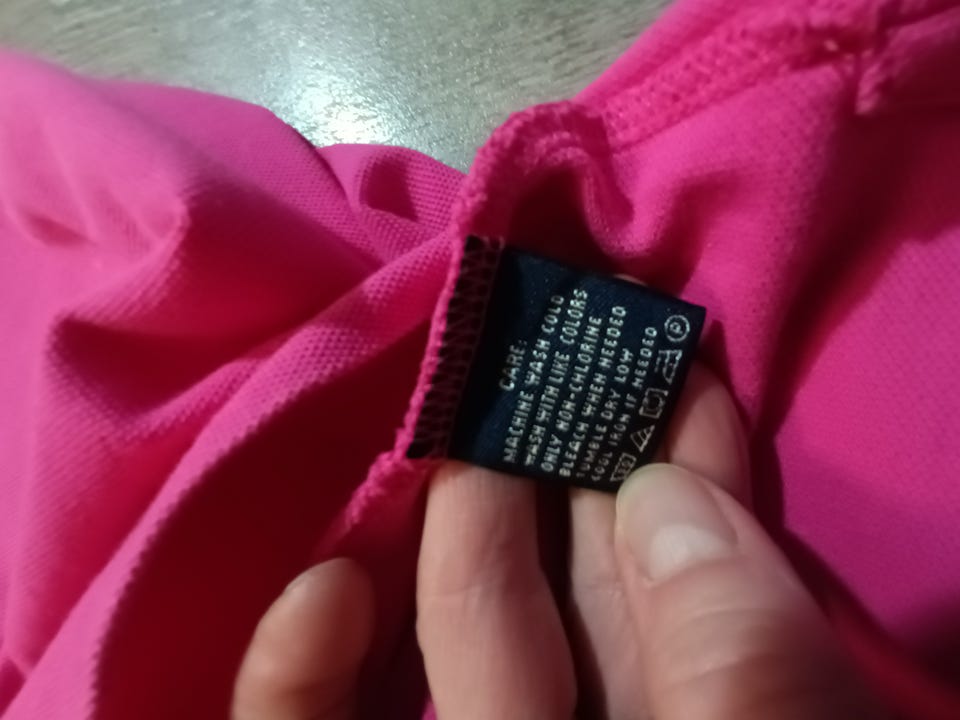 CARE:
MACHINE WASH COLD
WASH WITH LIKE COLORS
ONLY NON-CHLORINE
BLEACH WHEN NEEDED
TUMBLE DRY LOW
COOL IRON IF NEEDED
P